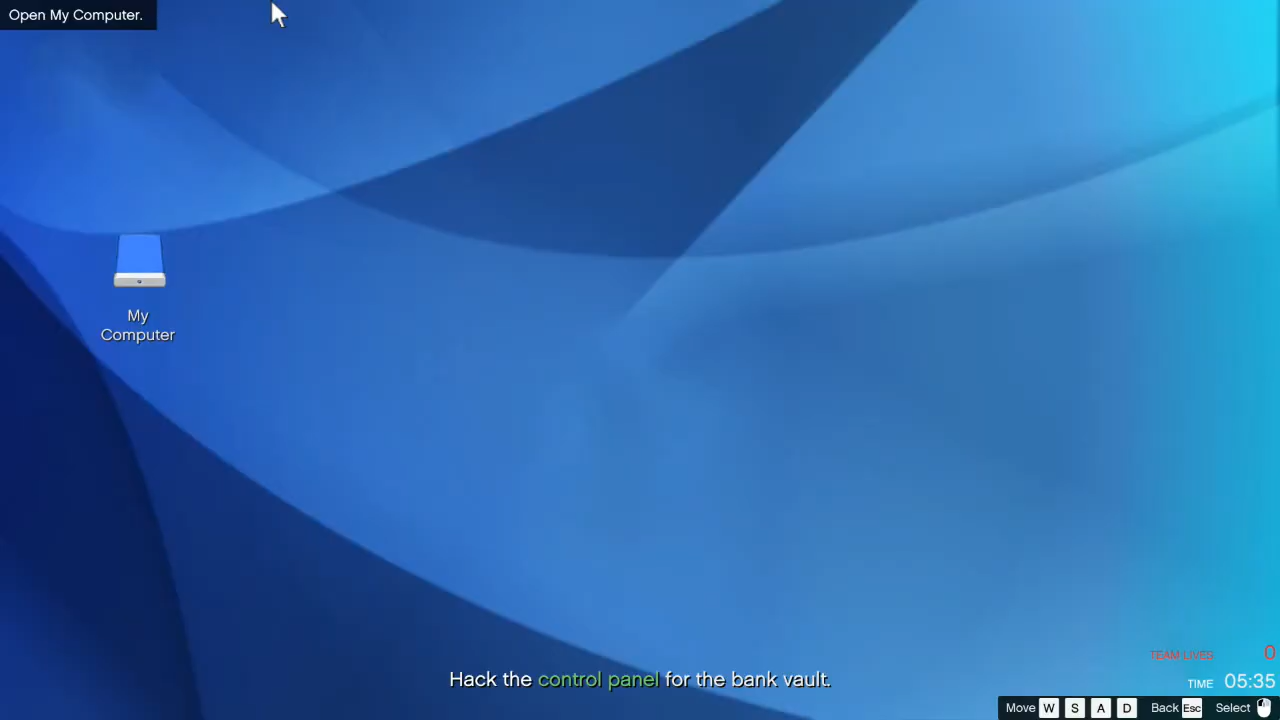 Open My Computer.
My
Computer
Hack the control panel for the bank vault.
TEAM LIVES 0
TIME 05:35
Move W S A D Back Esc Select